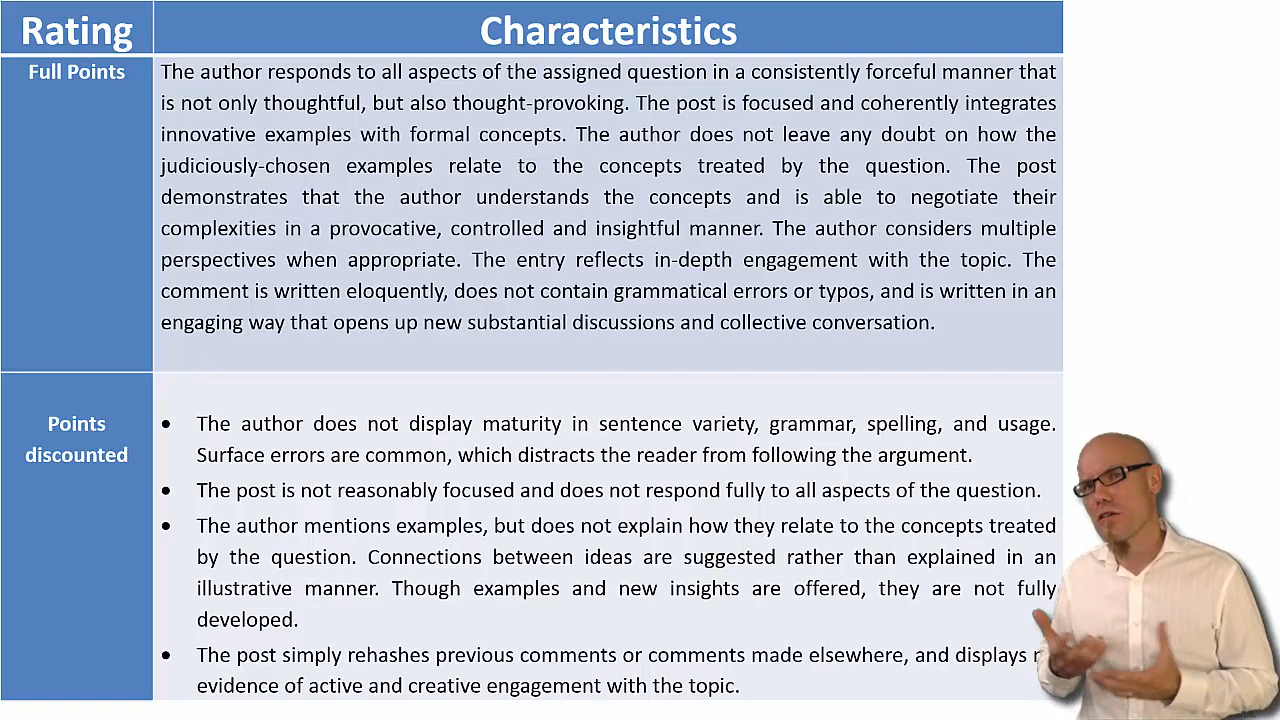 Rating Characteristics
Full Points The author responds to all aspects of the assigned question in a consistently forceful manner that
is not only thoughtful, but also thought-provoking. The post is focused and coherently integrates
innovative examples with formal concepts. The author does not leave any doubt on how the
judiciously-chosen examples relate to the concepts treated by the question. The post
demonstrates that the author understands the concepts and is able to negotiate their
complexities in a provocative, controlled and insightful manner. The author considers multiple
perspectives when appropriate. The entry reflects in-depth engagement with the topic. The
comment is written eloquently, does not contain grammatical errors or typos, and is written in an
engaging way that opens up new substantial discussions and collective conversation.
Points
discounted
• The author does not display maturity in sentence variety, grammar, spelling, and usage.
Surface errors are common, which distracts the reader from following the argument.
• The post is not reasonably focused and does not respond fully to all aspects of the question.
• The author mentions examples, but does not explain how they relate to the concepts treated
by the question. Connections between ideas are suggested rather than explained in an
illustrative manner. Though examples and new insights are offered, they are not fully
developed.
• The post simply rehashes previous comments or comments made elsewhere, and displays
evidence of active and creative engagement with the topic.